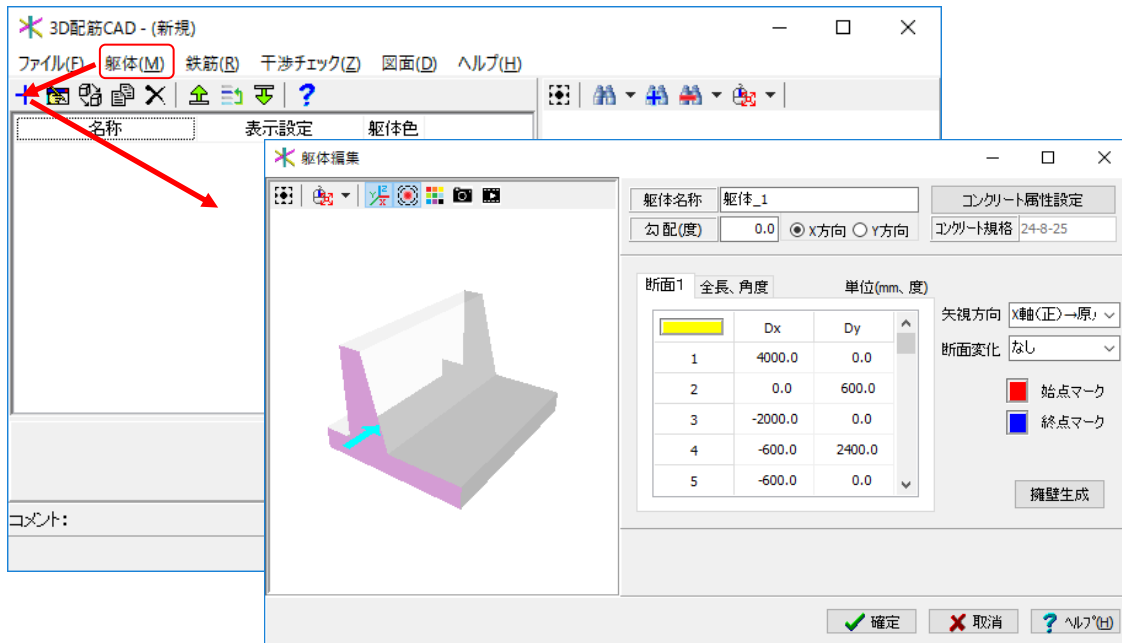 3D配筋CAD - (新規)
ファイル(F) 躯体(M) 鉄筋(R) 干渉チェック(Z) 図面(D) ヘルプ(H)
名称 表示設定 躯体色
コメント:
躯体編集
躯体名称 躯体_1 コンクリート属性設定
勾配(度) 0.0 X方向 Y方向 コンクリート規格 24-8-25
断面1 全長、角度 単位(mm、度)
Dx Dy
1 4000.0 0.0
2 0.0 600.0
3 -2000.0 0.0
4 -600.0 2400.0
5 -600.0 0.0
矢視方向 X軸(正)→原
断面変化 なし
始点マーク
終点マーク
擁壁生成
確定 取消 ヘルプ(H)